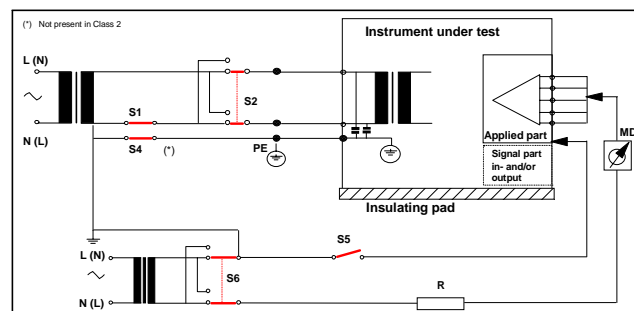 (*) Not present in Class 2
Instrument under test
L (N)
S1
S2
N (L)
S4
(*)
PE
Applied part
MD
Signal part
in- and/or
output
Insulating pad
L (N)
S5
S6
N (L)
R